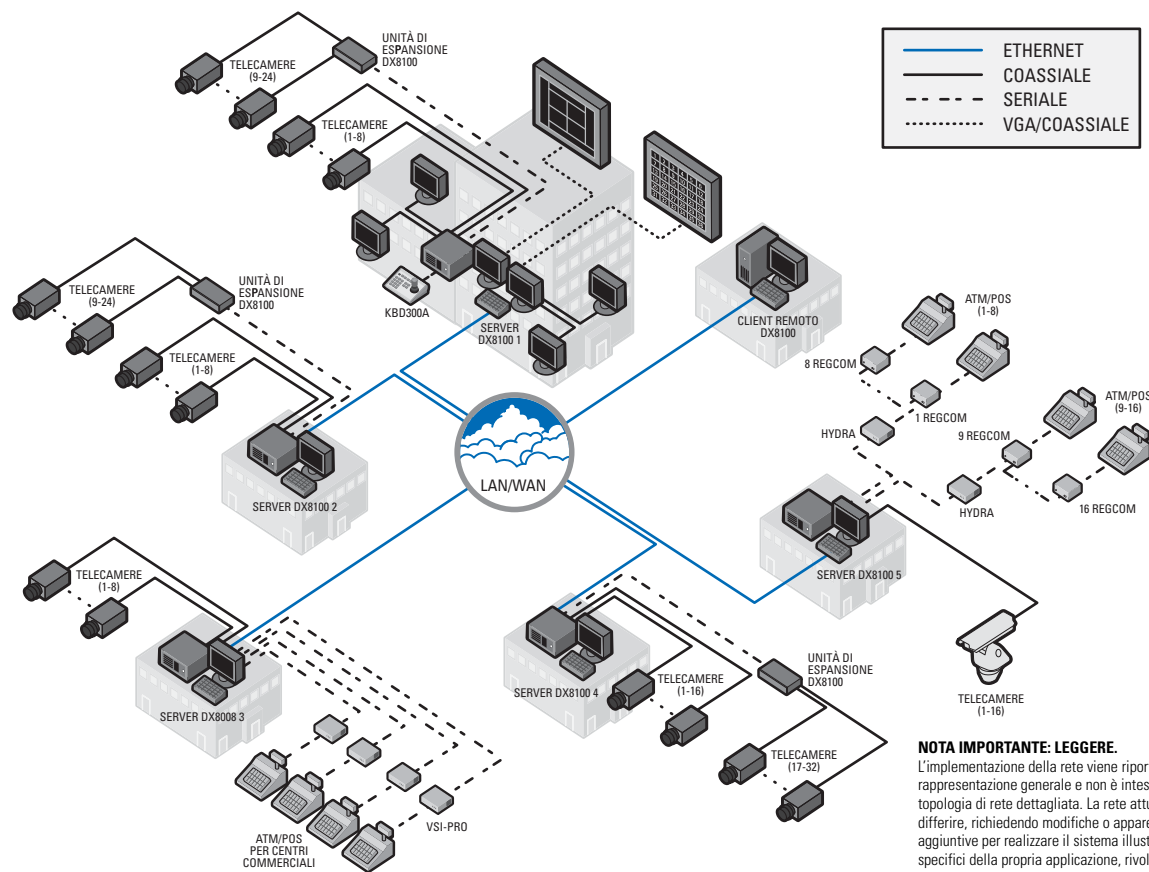 UNITÀ DI
ESPANSIONE
DX8100
TELECAMERE
(9-24)
TELECAMERE
(1-8)
ETHERNET
COASSIALE
SERIALE
VGA/COASSIALE
UNITÀ DI
ESPANSIONE
DX8100
TELECAMERE
(9-24)
TELECAMERE
(1-8)
KBD300A
SERVER
DX8100 1
CLIENT REMOTO
DX8100
ATM/POS
(1-8)
8 REGCOM
1 REGCOM
ATM/POS
(9-16)
HYDRA
9 REGCOM
HYDRA
16 REGCOM
LAN/WAN
SERVER DX8100 2
SERVER DX8100 5
TELECAMERE
(1-8)
SERVER DX8008 3
SERVER DX8100 4
TELECAMERE
(1-16)
UNITÀ DI
ESPANSIONE
DX8100
TELECAMERE
(17-32)
TELECAMERE
(1-16)
VSI-PRO
ATM/POS
PER CENTRI
COMMERCIALI
NOTA IMPORTANTE: LEGGERE.
L'implementazione della rete viene ripor
rappresentazione generale e non è intes
topologia di rete dettagliata. La rete attu
differire, richiedendo modifiche o appare
aggiuntive per realizzare il sistema illust
specifici della propria applicazione, rivol